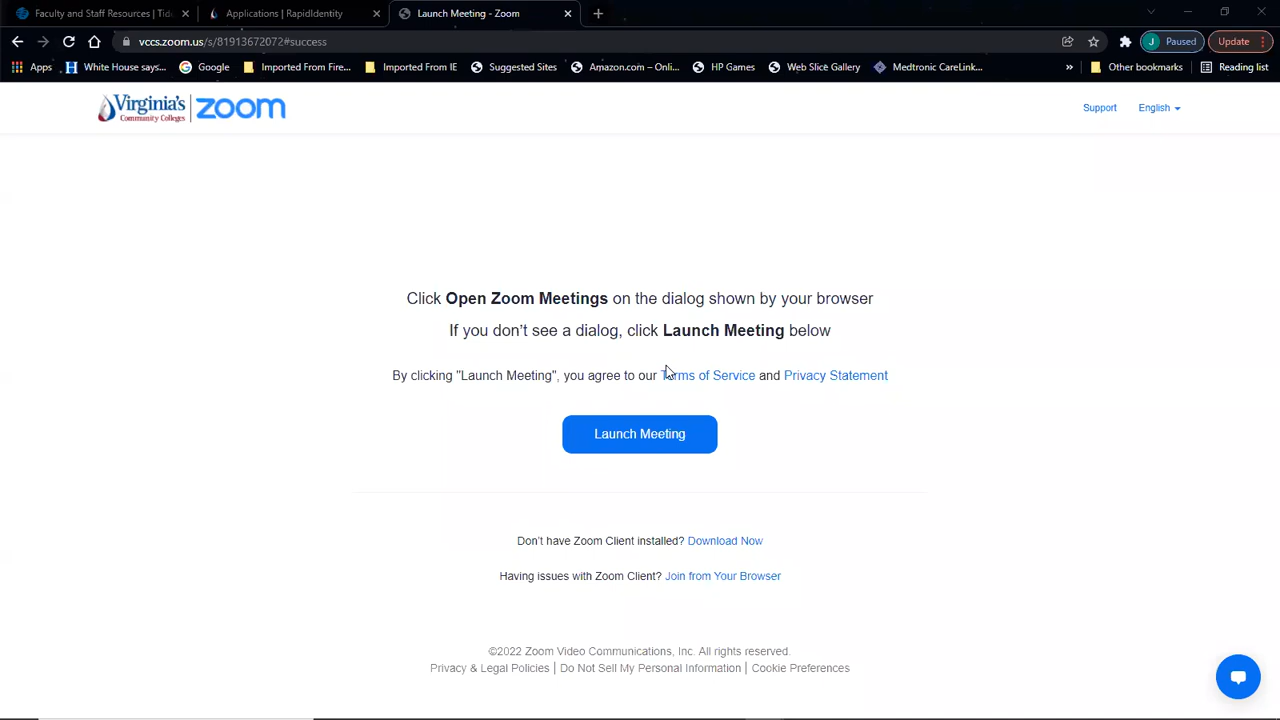 Faculty and Staff Resources | Tide
Applications | RapidIdentity
Launch Meeting - Zoom
vccs.zoom.us/s/81913672072#success
J Paused
Update
Apps
White House says...
Google
Imported From Fire...
Imported From IE
Suggested Sites
Amazon.com – Onli...
HP Games
Web Slice Gallery
Medtronic CareLink...
»
Other bookmarks
Reading list
Virginia's Community Colleges
zoom
Support
English
Click Open Zoom Meetings on the dialog shown by your browser
If you don't see a dialog, click Launch Meeting below
By clicking "Launch Meeting", you agree to our Terms of Service and Privacy Statement
Launch Meeting
Don't have Zoom Client installed? Download Now
Having issues with Zoom Client? Join from Your Browser
©2022 Zoom Video Communications, Inc. All rights reserved.
Privacy & Legal Policies | Do Not Sell My Personal Information | Cookie Preferences